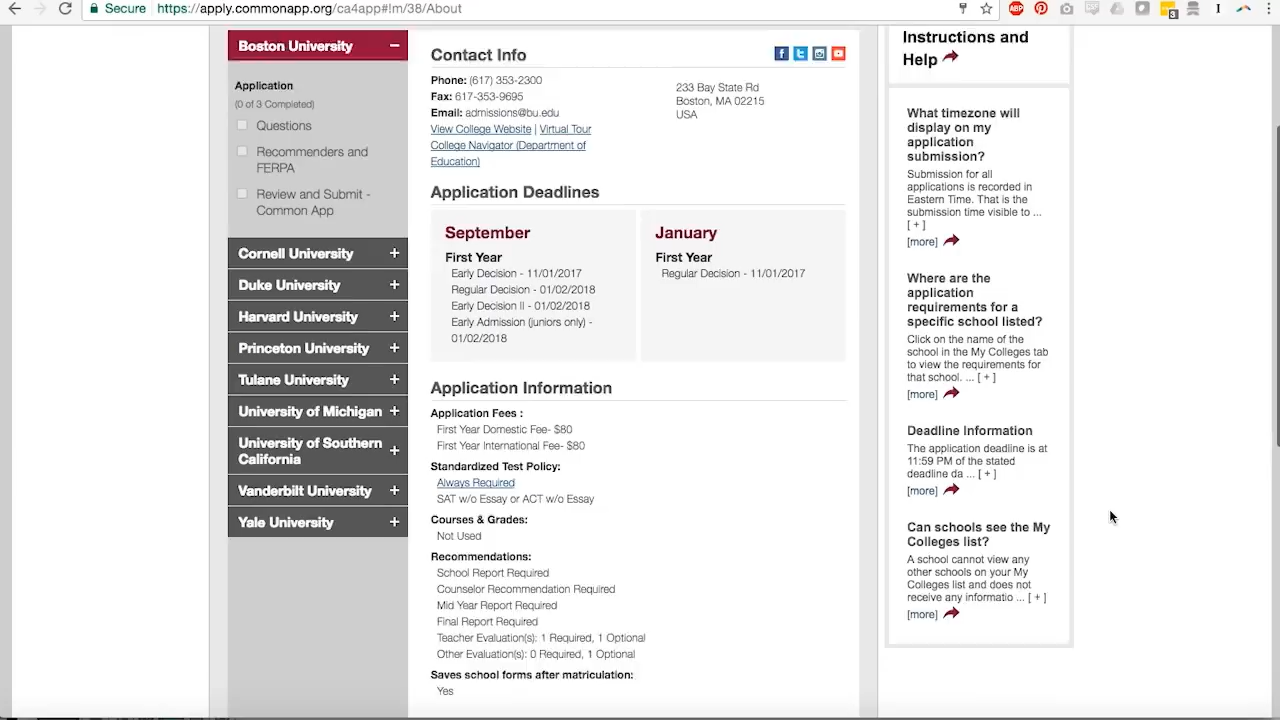 Secure https://apply.commonapp.org/ca4app#!m/38/About
ABP
3
Boston University
Application
(0 of 3 Completed)
Questions
Recommenders and
FERPA
Review and Submit -
Common App
Cornell University
Duke University
Harvard University
Princeton University
Tulane University
University of Michigan
University of Southern
California
Vanderbilt University
Yale University
Contact Info
Phone: (617) 353-2300
Fax: 617-353-9695
Email: admissions@bu.edu
View College Website | Virtual Tour
College Navigator (Department of
Education)
233 Bay State Rd
Boston, MA 02215
USA
Application Deadlines
September
First Year
Early Decision - 11/01/2017
Regular Decision - 01/02/2018
Early Decision II - 01/02/2018
Early Admission (juniors only) -
01/02/2018
January
First Year
Regular Decision - 11/01/2017
Application Information
Application Fees :
First Year Domestic Fee- $80
First Year International Fee- $80
Standardized Test Policy:
Always Required
SAT w/o Essay or ACT w/o Essay
Courses & Grades:
Not Used
Recommendations:
School Report Required
Counselor Recommendation Required
Mid Year Report Required
Final Report Required
Teacher Evaluation(s): 1 Required, 1 Optional
Other Evaluation(s): 0 Required, 1 Optional
Saves school forms after matriculation:
Yes
Instructions and
Help
What timezone will
display on my
application
submission?
Submission for all
applications is recorded in
Eastern Time. That is the
submission time visible to ...
[ + ]
[more]
Where are the
application
requirements for a
specific school listed?
Click on the name of the
school in the My Colleges tab
to view the requirements for
that school. ... [ + ]
[more]
Deadline Information
The application deadline is at
11:59 PM of the stated
deadline da ... [ + ]
[more]
Can schools see the My
Colleges list?
A school cannot view any
other schools on your My
Colleges list and does not
receive any informatio ... [ + ]
[more]